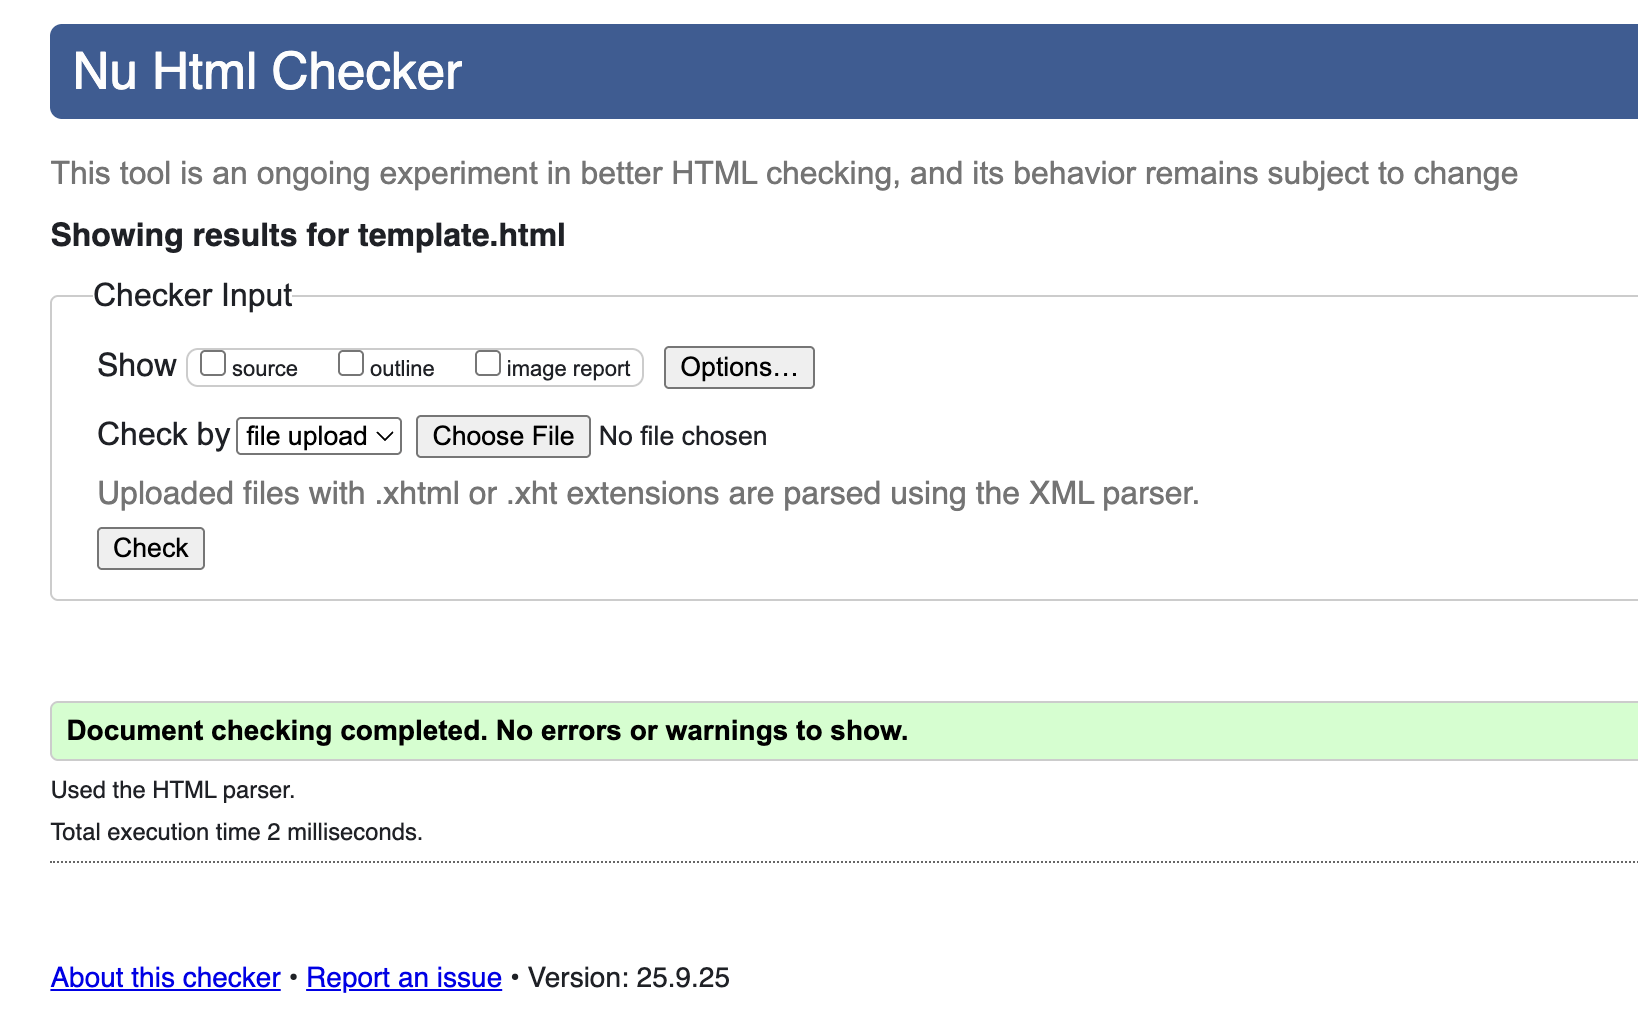 Nu Html Checker
This tool is an ongoing experiment in better HTML checking, and its behavior remains subject to change
Showing results for template.html
Checker Input
Show source outline image report Options…
Check by file upload Choose File No file chosen
Uploaded files with .xhtml or .xht extensions are parsed using the XML parser.
Check
Document checking completed. No errors or warnings to show.
Used the HTML parser.
Total execution time 2 milliseconds.
About this checker • Report an issue • Version: 25.9.25